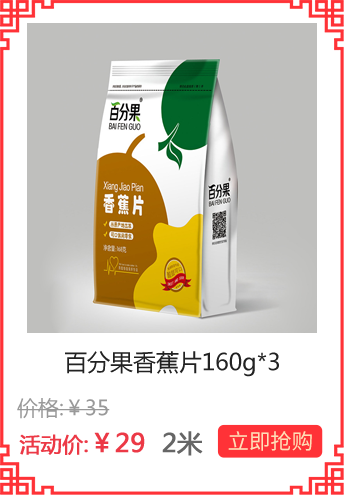 百分果
BAI FEN GUO
Xiang Jiao Pian
香蕉片
百分果
BAI FEN GUO
百分果香蕉片160g*3
价格:￥35
活动价:￥29 2米 立即抢购